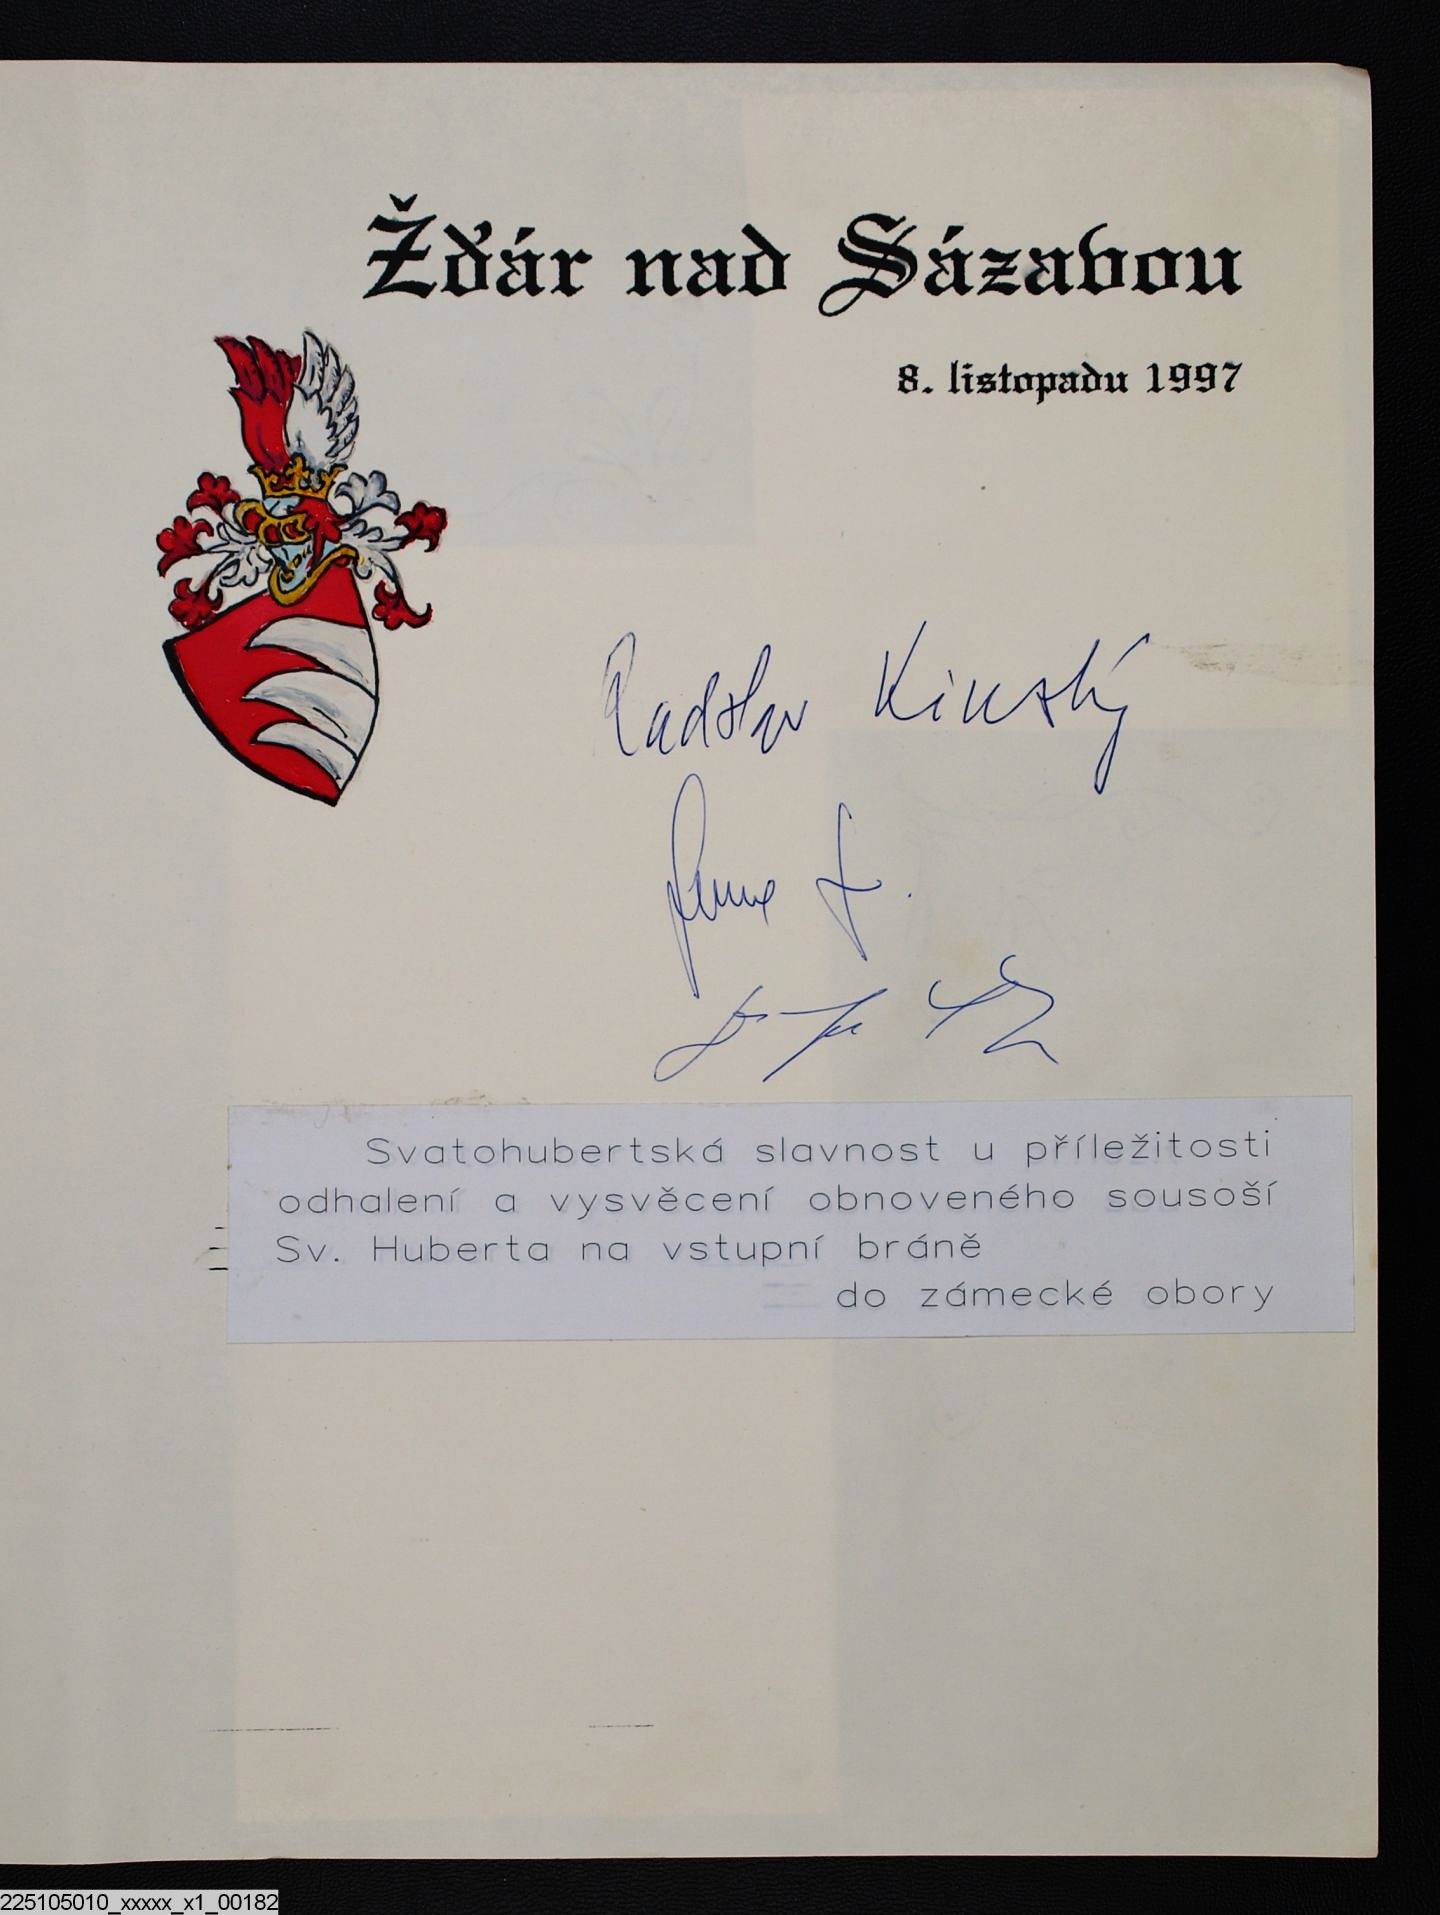 Žďár nad Sázavou
8. listopadu 1997
Radslav Kinský
Svatohubertská slavnost u příležitosti
odhalení a vysvěcení obnoveného sousoší
Sv. Huberta na vstupní bráně
do zámecké obory
225105010_xxxxx_x1_00182